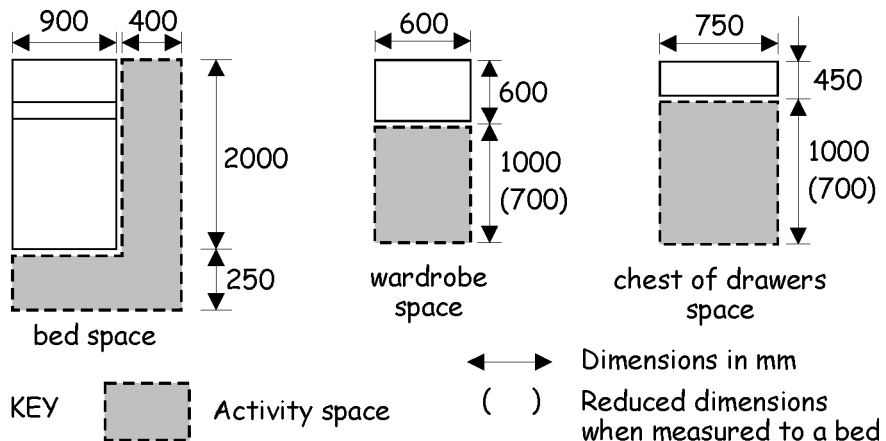 900 400
600
750
2000
250
600
1000
(700)
450
1000
(700)
bed space
wardrobe
space
chest of drawers
space
KEY
Activity space
Dimensions in mm
( ) Reduced dimensions
when measured to a bed